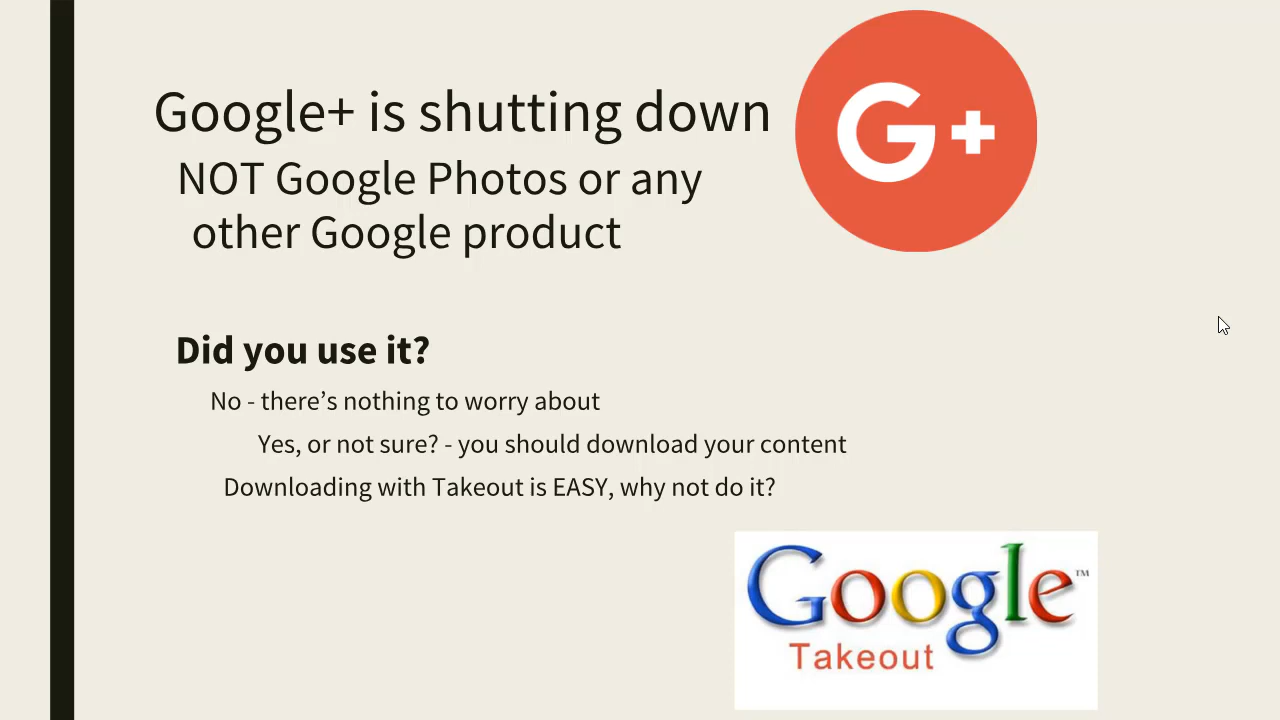 Google+ is shutting down
NOT Google Photos or any
other Google product
G+
Did you use it?
No - there’s nothing to worry about
Yes, or not sure? - you should download your content
Downloading with Takeout is EASY, why not do it?
Google™
Takeout